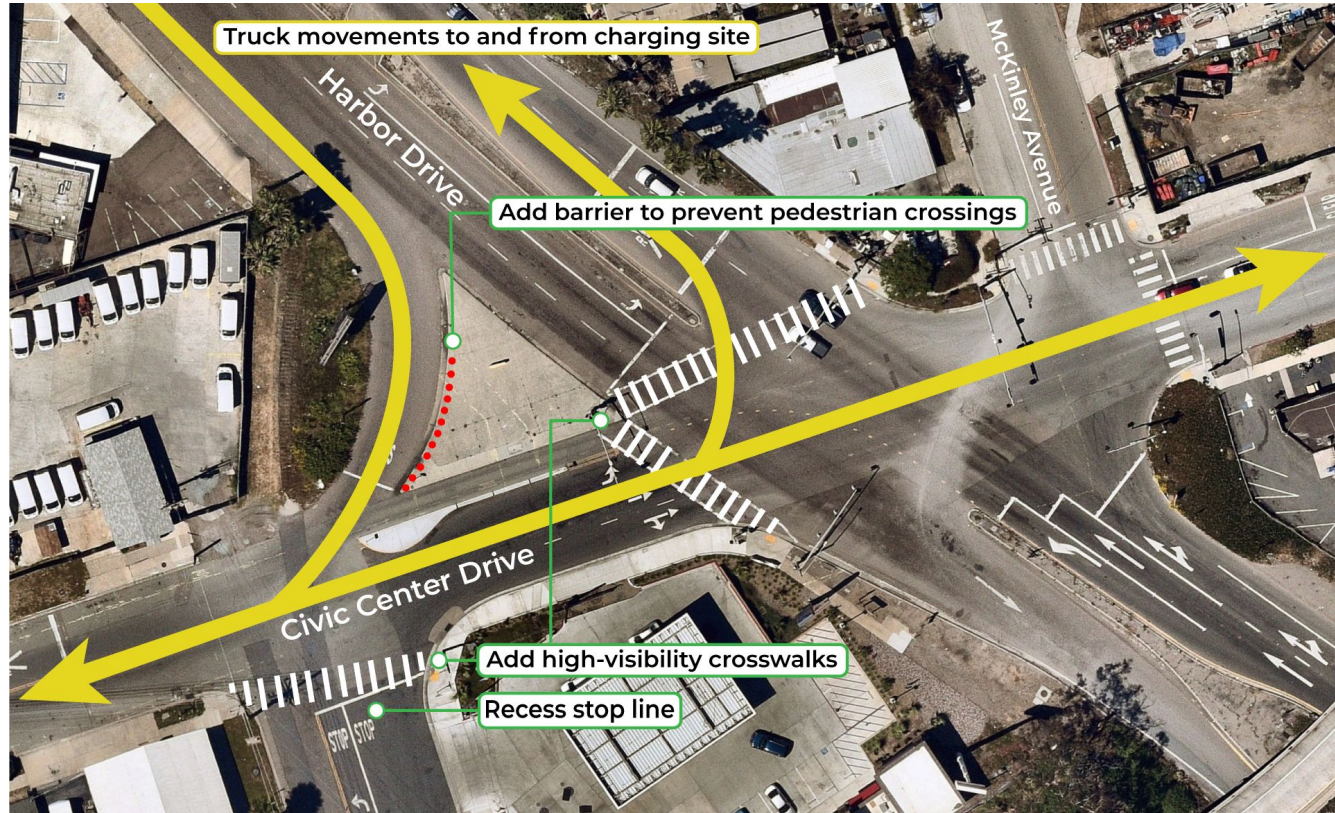 Truck movements to and from charging site
Harbor Drive
McKinley Avenue
Add barrier to prevent pedestrian crossings
Civic Center Drive
Add high-visibility crosswalks
Recess stop line
STOP
STOP